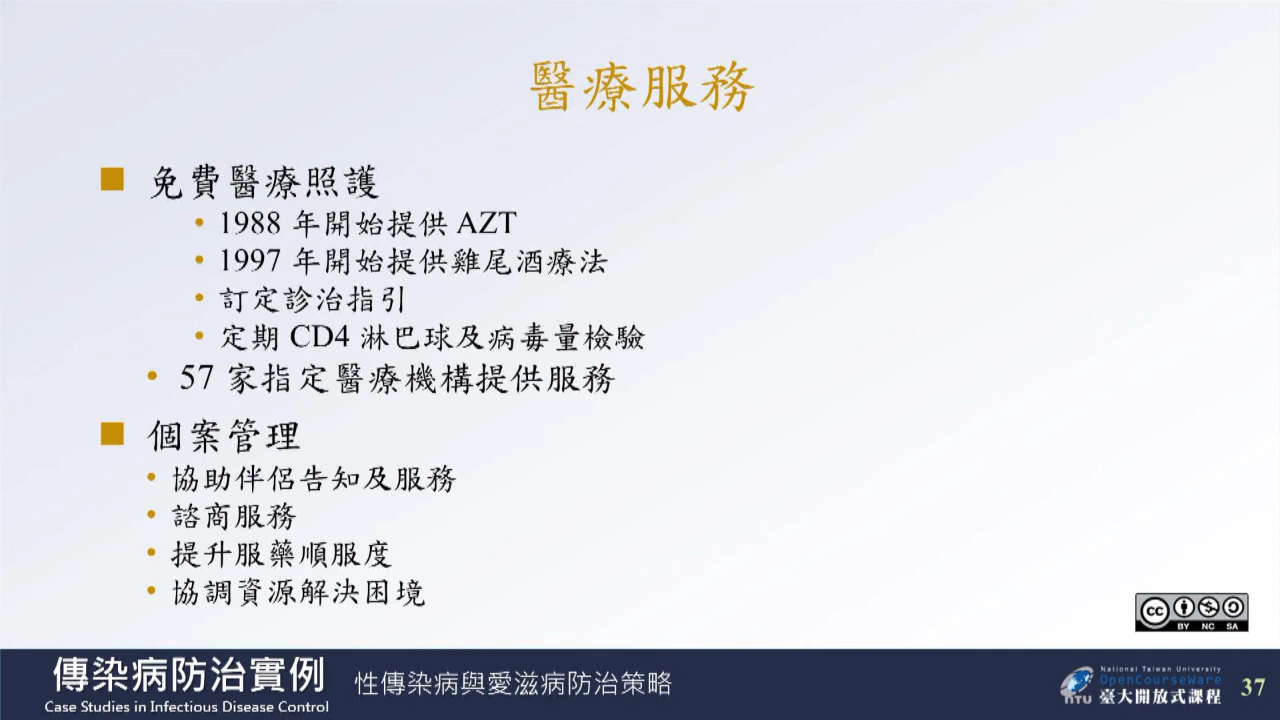 醫療服務
免費醫療照護
1988 年開始提供 AZT
1997 年開始提供雞尾酒療法
訂定診治指引
定期 CD4 淋巴球及病毒量檢驗
57 家指定醫療機構提供服務
個案管理
協助伴侶告知及服務
諮商服務
提升服藥順服度
協調資源解決困境
cc
BY NC SA
傳染病防治實例
Case Studies in Infectious Disease Control
性傳染病與愛滋病防治策略
National Taiwan University
OpenCourseWare
NTU 臺大開放式課程
37